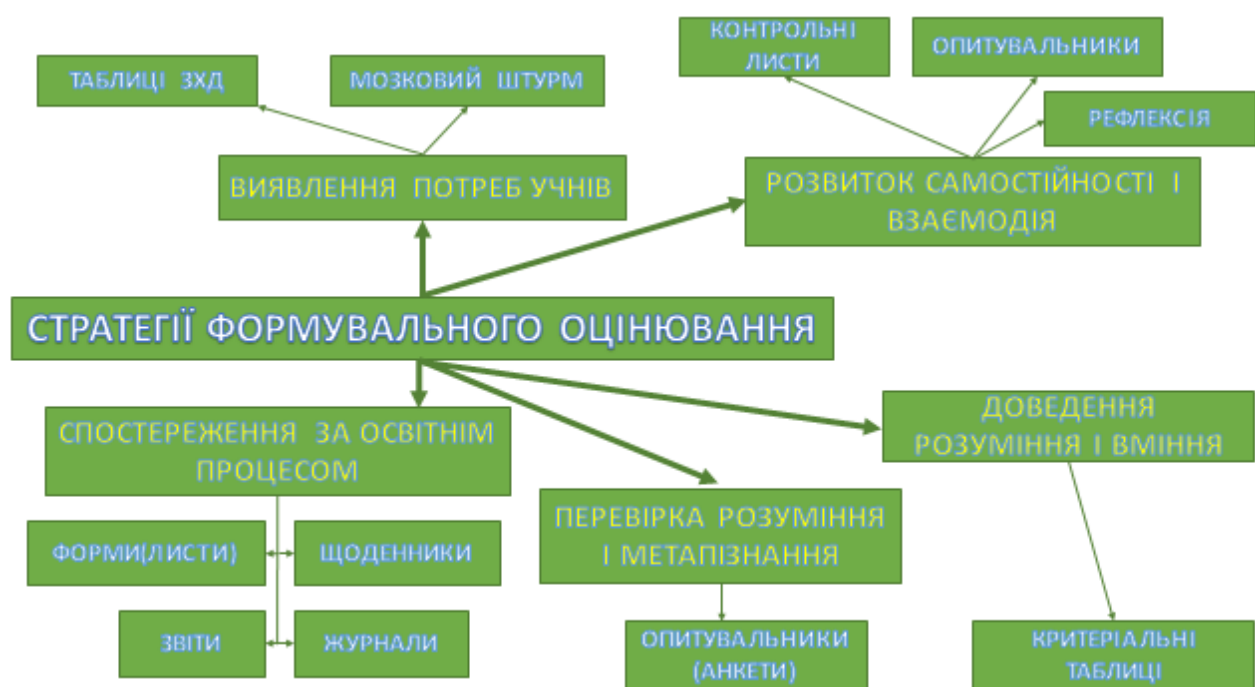 КОНТРОЛЬНІ
ЛИСТИ
ОПИТУВАЛЬНИКИ
ТАБЛИЦІ ЗХД
МОЗКОВИЙ ШТУРМ
РЕФЛЕКСІЯ
ВИЯВЛЕННЯ ПОТРЕБ УЧНІВ
РОЗВИТОК САМОСТІЙНОСТІ І
ВЗАЄМОДІЯ
СТРАТЕГІЇ ФОРМУВАЛЬНОГО ОЦІНЮВАННЯ
СПОСТЕРЕЖЕННЯ ЗА ОСВІТНІМ
ПРОЦЕСОМ
ДОВЕДЕННЯ
РОЗУМІННЯ І ВМІННЯ
ПЕРЕВІРКА РОЗУМІННЯ
І МЕТАПІЗНАННЯ
ФОРМИ(ЛИСТИ)
ЩОДЕННИКИ
ЗВІТИ
ЖУРНАЛИ
ОПИТУВАЛЬНИКИ
(АНКЕТИ)
КРИТЕРІАЛЬНІ
ТАБЛИЦІ